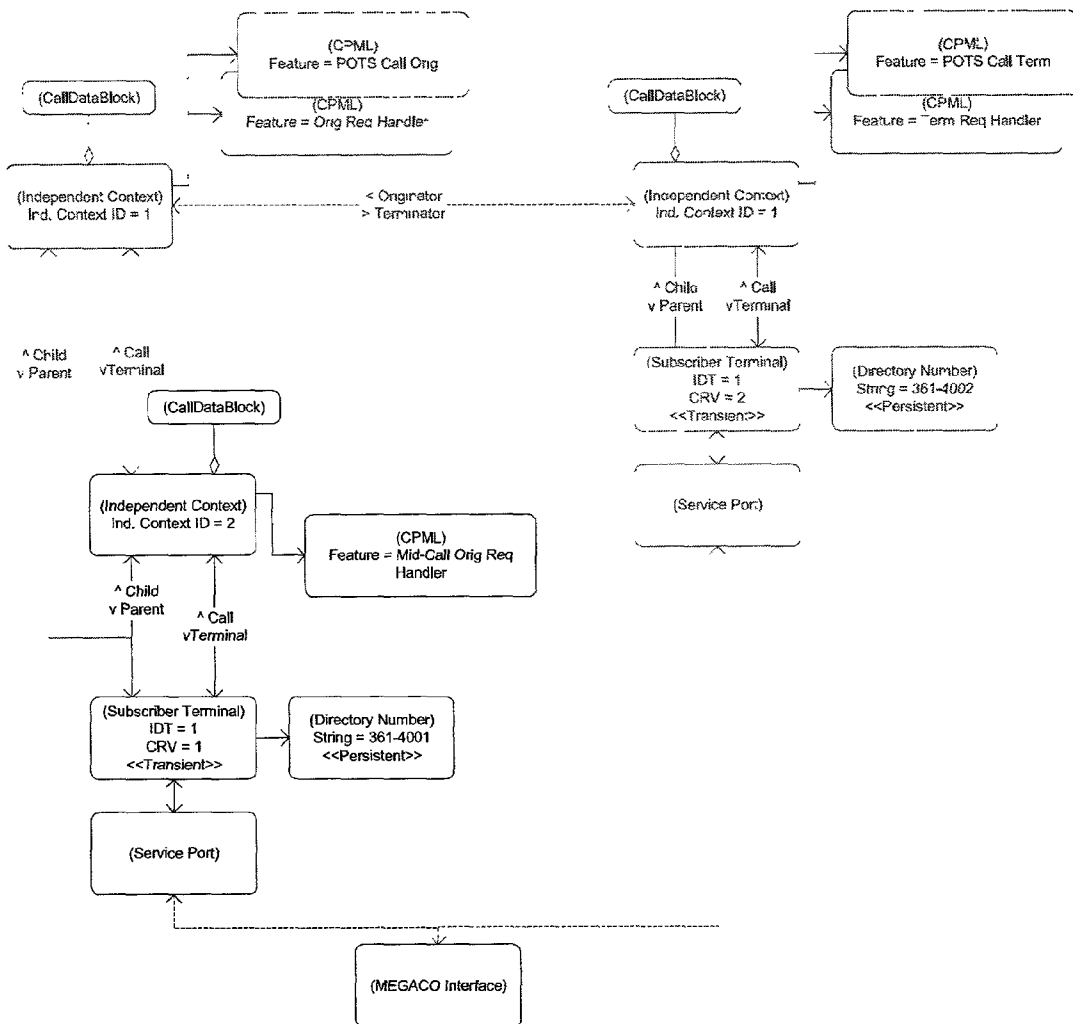 (CPML)
Feature = POTS Call Orig
(CallDataBlock)
(CPML)
Feature = Orig Req Handler
(CPML)
Feature = POTS Call Term
(CallDataBlock)
(CPML)
Feature = Term Req Handler
(Independent Context)
Ind. Context ID = 1
< Originator
> Terminator
(Independent Context)
Ind. Context ID = 1
^ Child
v Parent
^ Call
vTerminal
^ Child
v Parent
^ Call
vTerminal
(Subscriber Terminal)
IDT = 1
CRV = 2
<<Transient>>
(Directory Number)
String = 361-4002
<<Persistent>>
(CallDataBlock)
(Independent Context)
Ind. Context ID = 2
(Service Port)
(CPML)
Feature = Mid-Call Orig Req
Handler
^ Child
v Parent
^ Call
vTerminal
(Subscriber Terminal)
IDT = 1
CRV = 1
<<Transient>>
(Directory Number)
String = 361-4001
<<Persistent>>
(Service Port)
(MEGACO Interface)